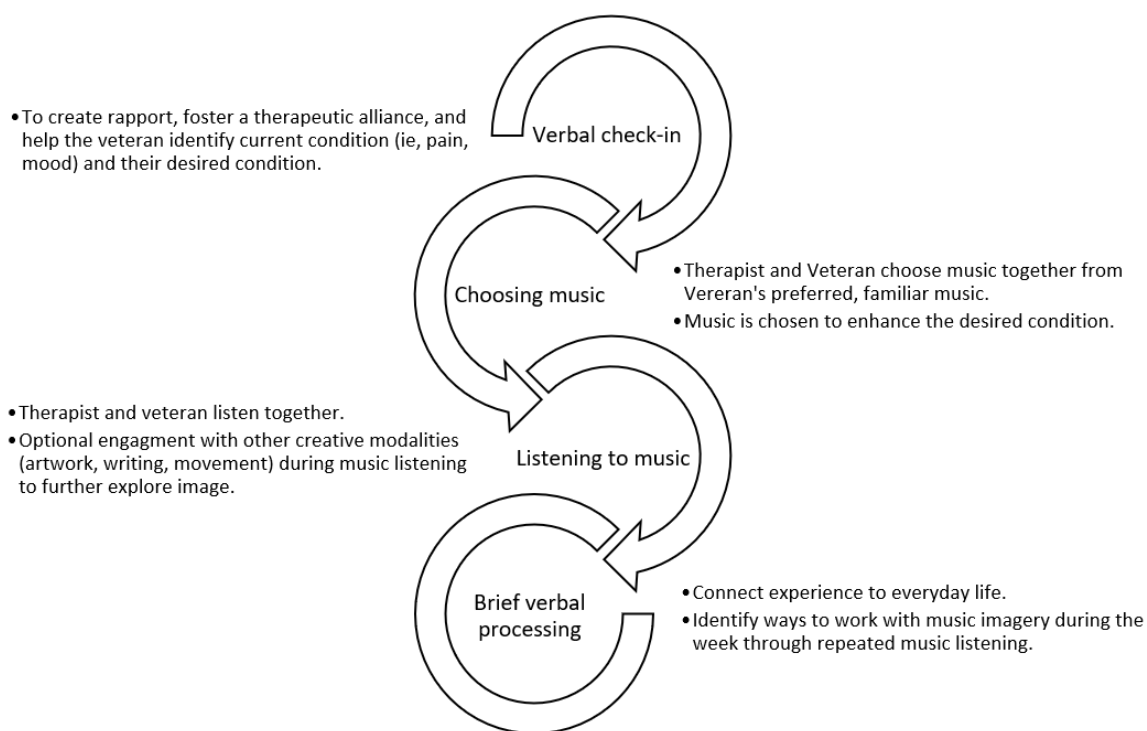 Verbal check-in
•To create rapport, foster a therapeutic alliance, and
help the veteran identify current condition (ie, pain,
mood) and their desired condition.
Choosing music
•Therapist and Veteran choose music together from
Vereran's preferred, familiar music.
•Music is chosen to enhance the desired condition.
Listening to music
•Therapist and veteran listen together.
•Optional engagment with other creative modalities
(artwork, writing, movement) during music listening
to further explore image.
Brief verbal
processing
•Connect experience to everyday life.
•Identify ways to work with music imagery during the
week through repeated music listening.